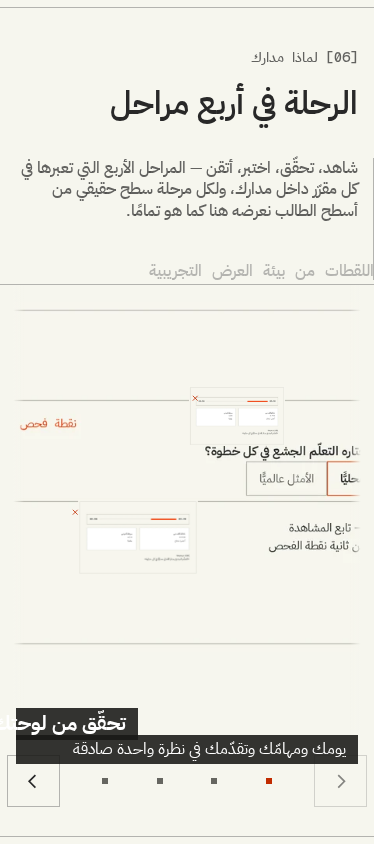 [06] لماذا مدارك
الرحلة في أربع مراحل
شاهد، تحقّق، اختبر، أتقن — المراحل الأربع التي تعبرها في
كل مقرّر داخل مدارك، ولكل مرحلة سطح حقيقي من
أسطح الطالب نعرضه هنا كما هو تمامًا.
اللقطات من بيئة العرض التجريبية
نقطة فحص
التعلّم الجشع في كل خطوة؟
الأمثل عالميًّا
تابع المشاهدة
ثانية نقطة الفحص
تحقّق من
يومك ومهامّك وتقدّمك في نظرة واحدة صادقة